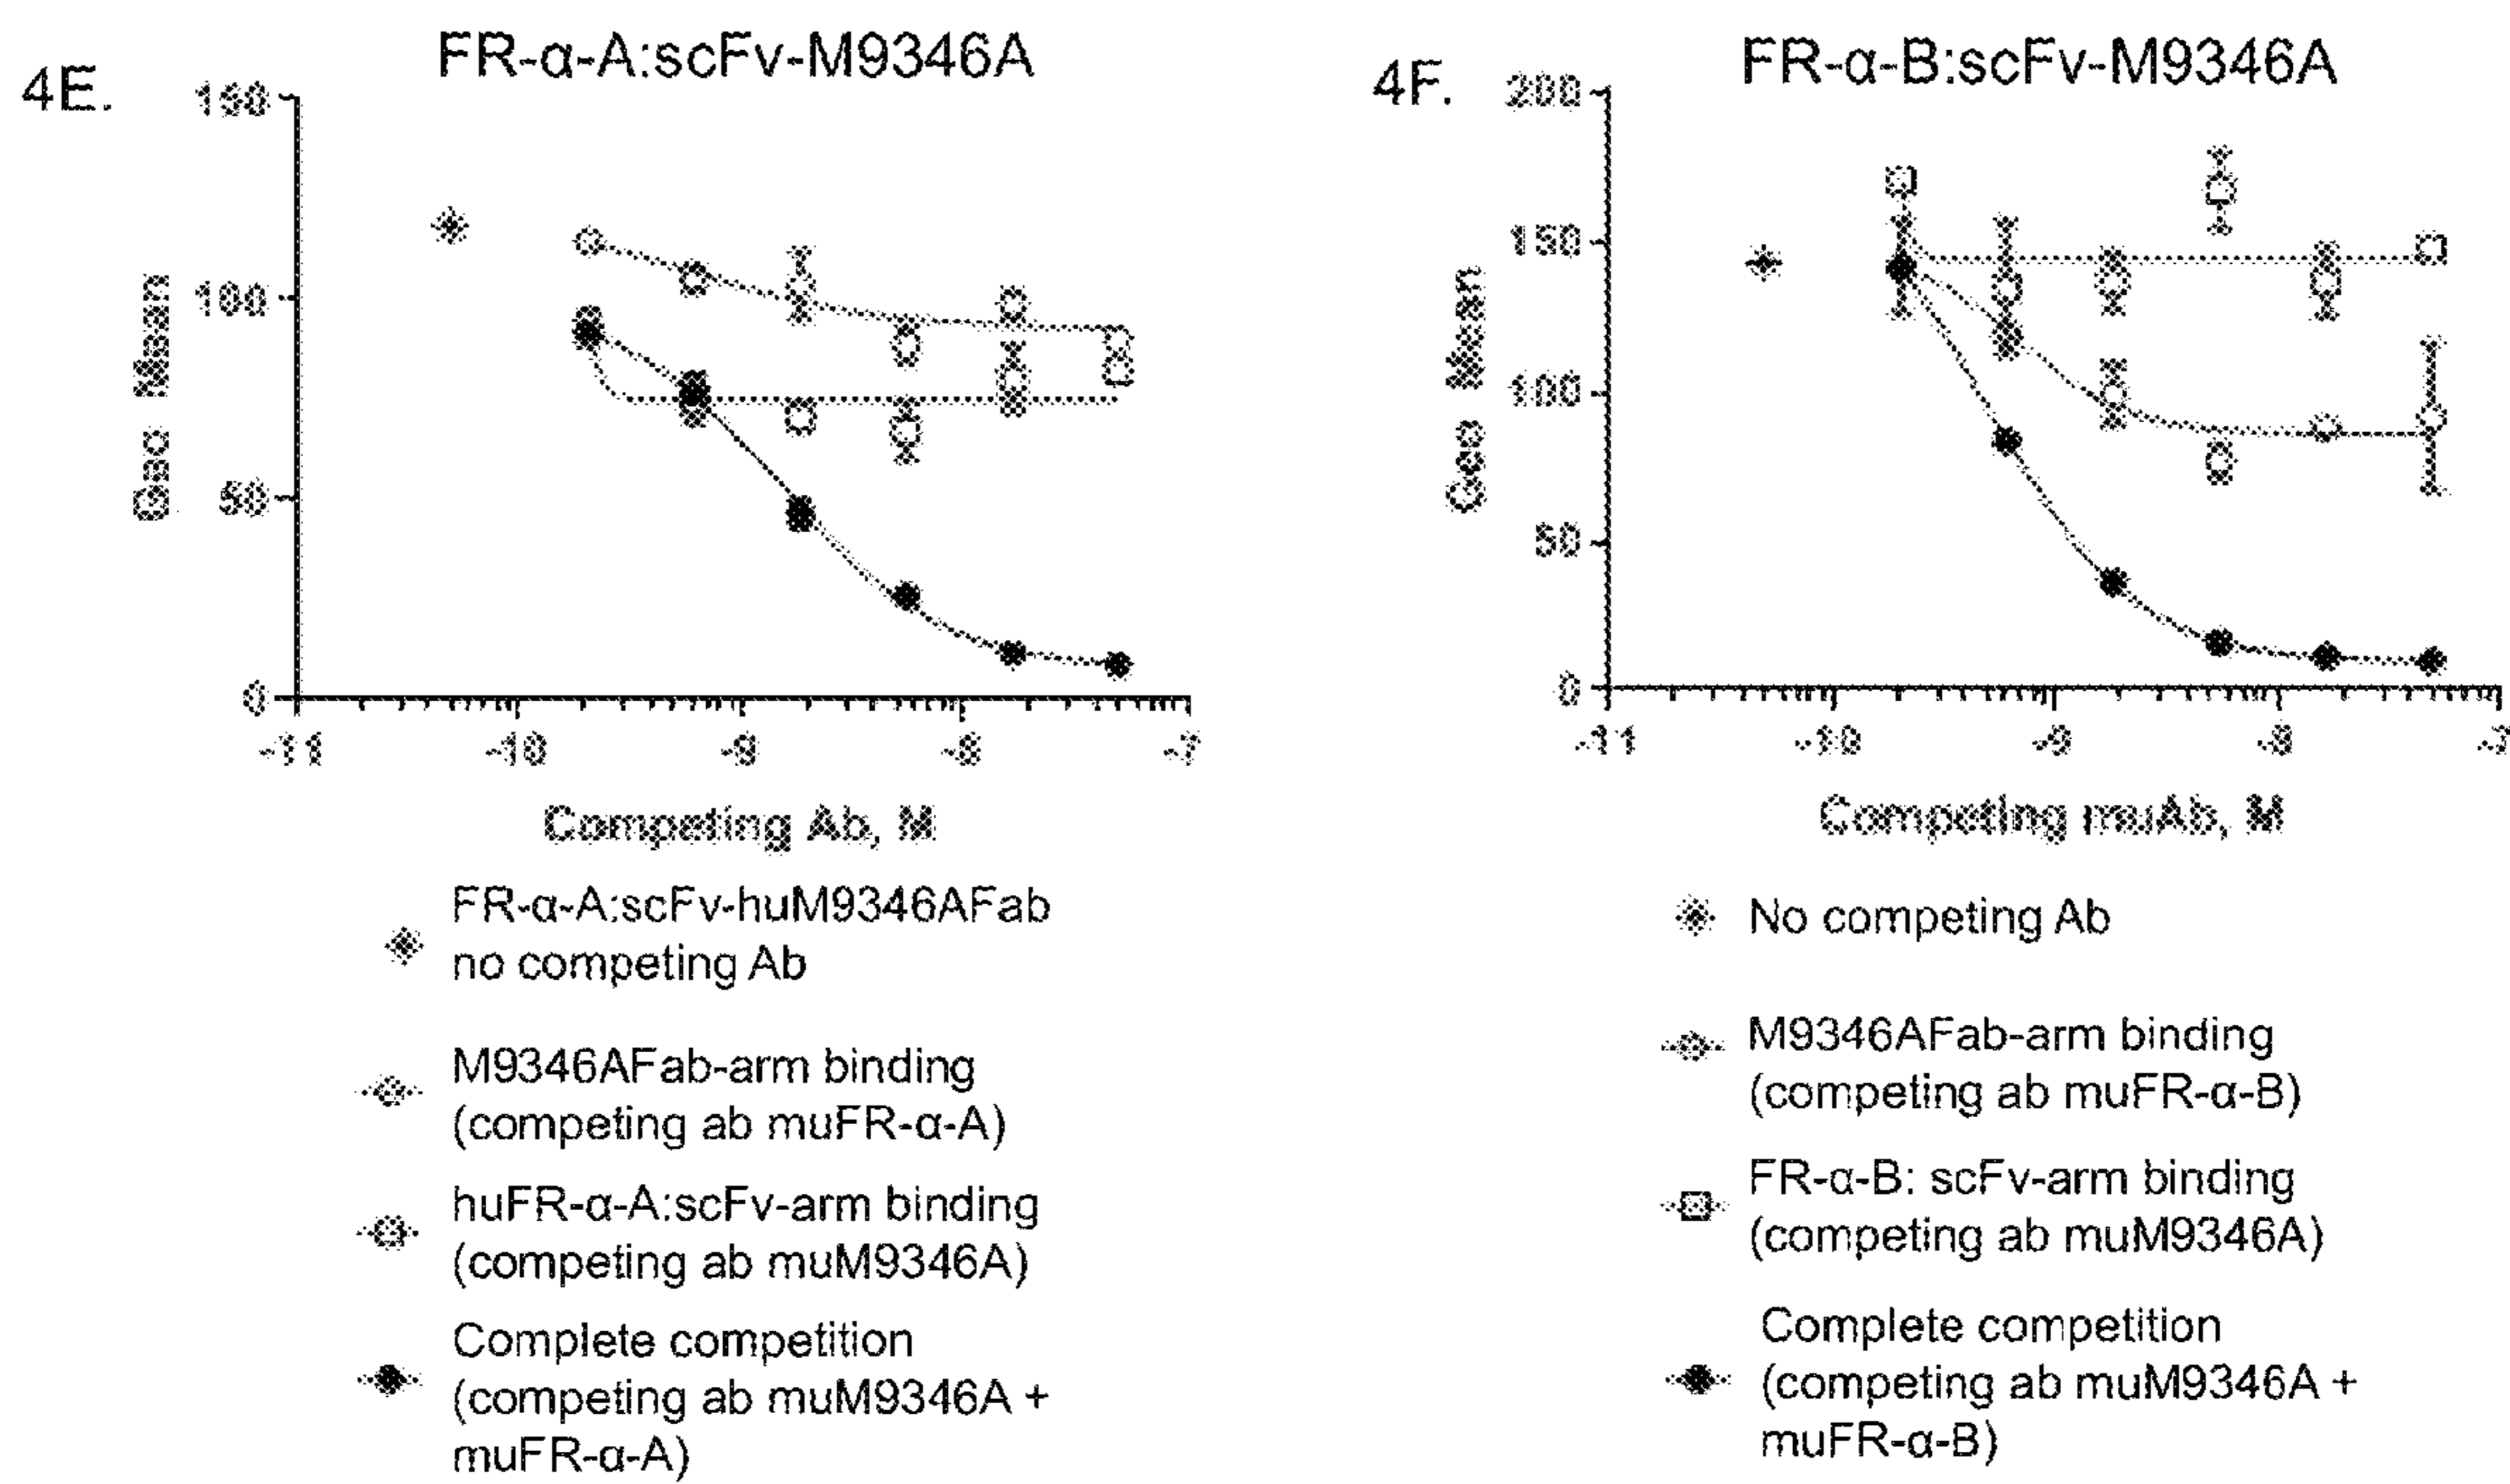 4E.
FR-α-A:scFv-M9346A
150
100
50
0
Geo Mean
-11
-10
-9
-8
-7
Competing Ab, M
FR-α-A:scFv-huM9346AFab
no competing Ab
M9346AFab-arm binding
(competing ab muFR-α-A)
huFR-α-A:scFv-arm binding
(competing ab muM9346A)
Complete competition
(competing ab muM9346A +
muFR-α-A)
4F.
FR-α-B:scFv-M9346A
200
150
100
50
0
Geo Mean
-11
-10
-9
-8
-7
Competing muAb, M
No competing Ab
M9346AFab-arm binding
(competing ab muFR-α-B)
FR-α-B: scFv-arm binding
(competing ab muM9346A)
Complete competition
(competing ab muM9346A +
muFR-α-B)